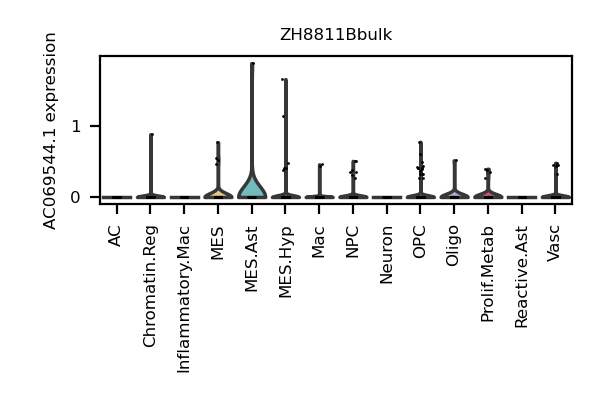 ZH8811Bbulk
AC069544.1 expression
1
0
AC
Chromatin.Reg
Inflammatory.Mac
MES
MES.Ast
MES.Hyp
Mac
NPC
Neuron
OPC
Oligo
Prolif.Metab
Reactive.Ast
Vasc